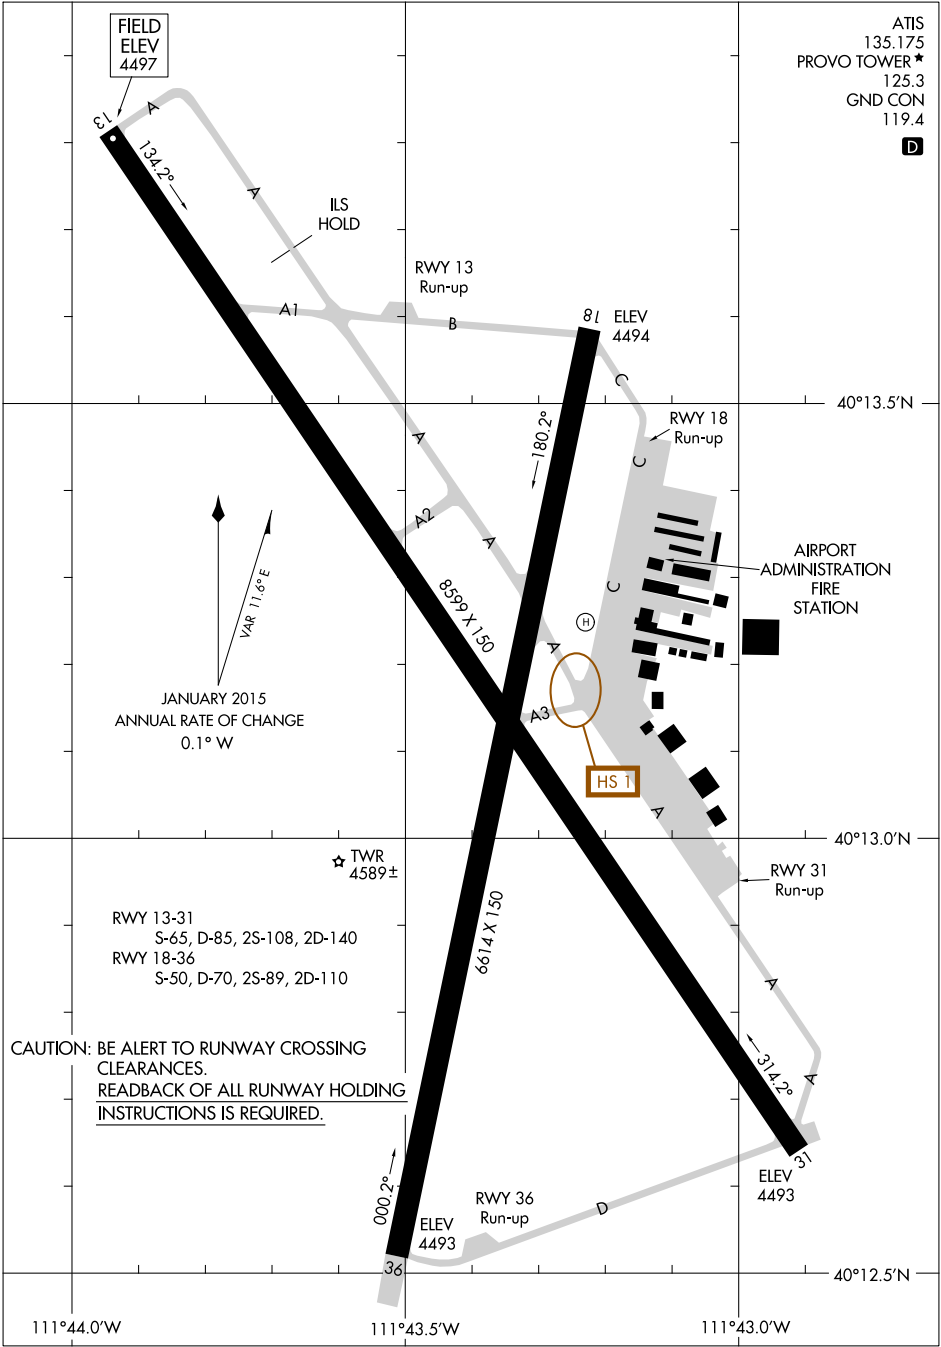 FIELD
ELEV
4497
ATIS
135.175
PROVO TOWER
125.3
GND CON
119.4
D
13
A
134.2°
A
ILS
HOLD
RWY 13
Run-up
A1
B
18
ELEV
4494
C
40°13.5'N
RWY 18
Run-up
180.2°
A
C
A2
A
VAR 11.6° E
8599 X 150
C
H
AIRPORT
ADMINISTRATION
FIRE
STATION
A
JANUARY 2015
ANNUAL RATE OF CHANGE
0.1° W
A3
HS 1
A
40°13.0'N
TWR
4589±
RWY 31
Run-up
RWY 13-31
S-65, D-85, 2S-108, 2D-140
RWY 18-36
S-50, D-70, 2S-89, 2D-110
6614 X 150
A
CAUTION: BE ALERT TO RUNWAY CROSSING
CLEARANCES.
READBACK OF ALL RUNWAY HOLDING
INSTRUCTIONS IS REQUIRED.
314.2°
A
31
ELEV
4493
000.2°
RWY 36
Run-up
D
ELEV
4493
36
40°12.5'N
111°44.0'W
111°43.5'W
111°43.0'W